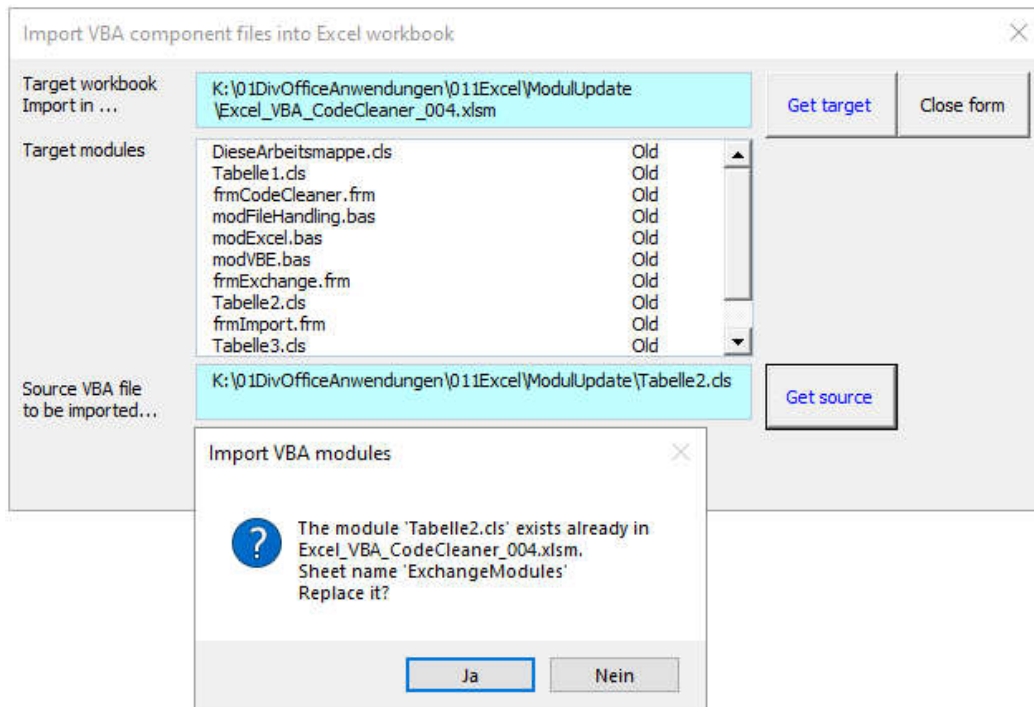 Import VBA component files into Excel workbook
Target workbook
Import in ...
K:\01DivOfficeAnwendungen\011Excel\ModulUpdate
\Excel_VBA_CodeCleaner_004.xlsm
Get target
Close form
Target modules
DieseArbeitsmappe.cls Old
Tabelle1.cls Old
frmCodeCleaner.frm Old
modFileHandling.bas Old
modExcel.bas Old
modVBE.bas Old
frmExchange.frm Old
Tabelle2.cls Old
frmImport.frm Old
Tabelle3.cls Old
Source VBA file
to be imported...
K:\01DivOfficeAnwendungen\011Excel\ModulUpdate\Tabelle2.cls
Get source
Import VBA modules
The module 'Tabelle2.cls' exists already in
Excel_VBA_CodeCleaner_004.xlsm.
Sheet name 'ExchangeModules'
Replace it?
Ja
Nein